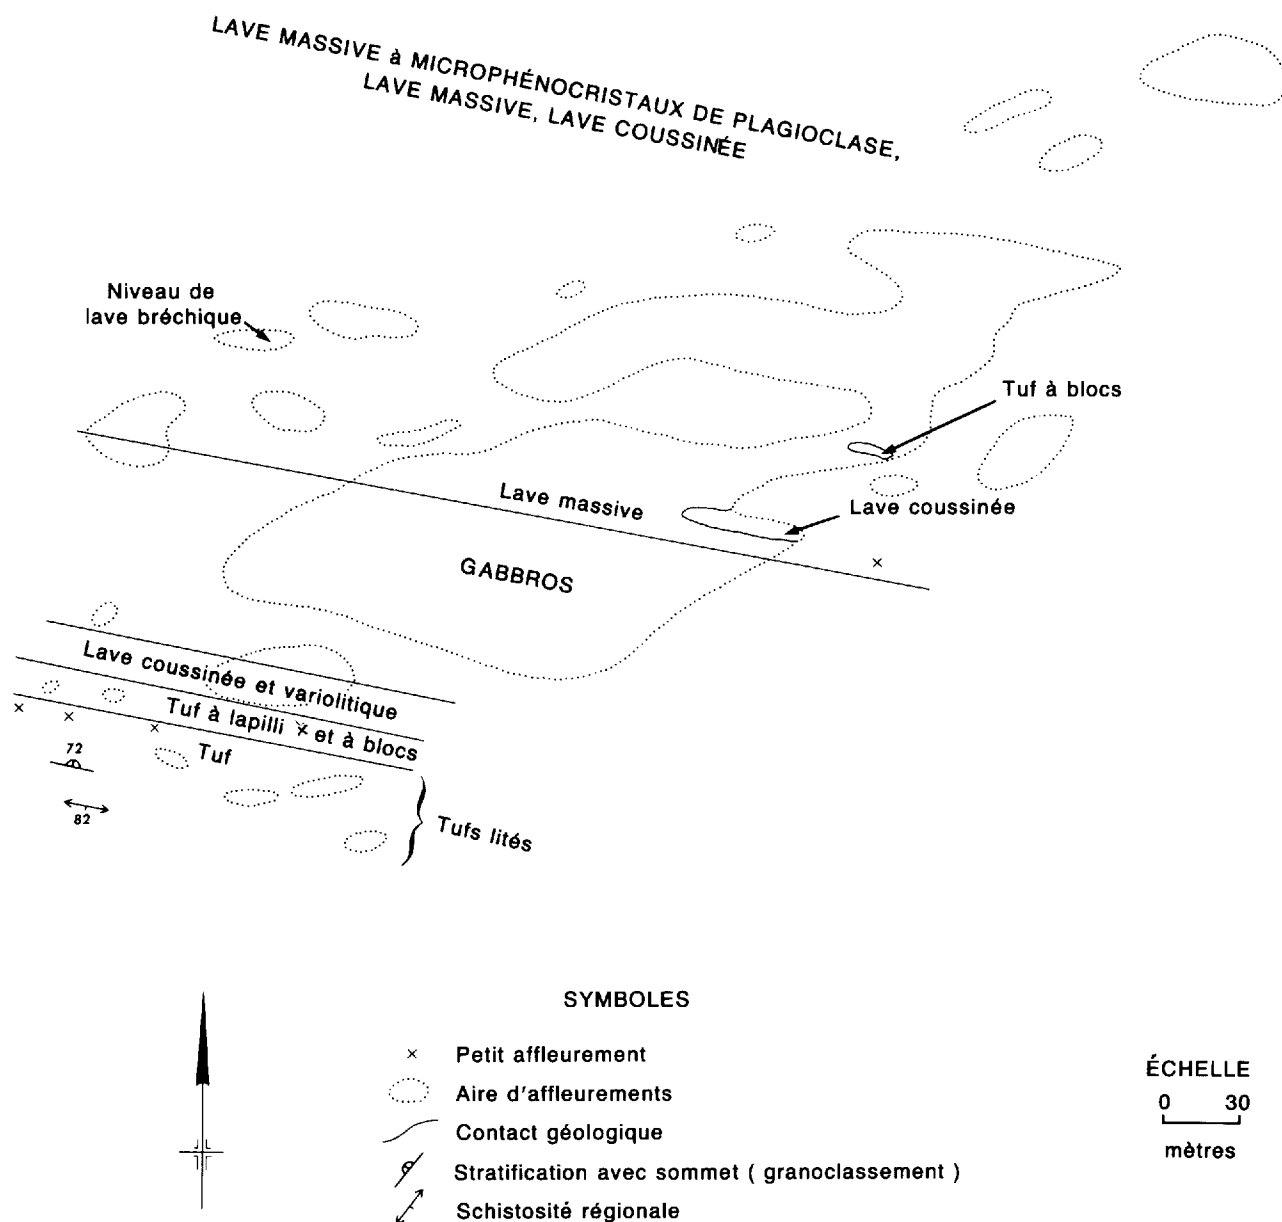 LAVE MASSIVE à MICROPHÉNOCRISTAUX DE PLAGIOCLASE,
LAVE MASSIVE, LAVE COUSSINÉE
Niveau de
lave bréchique
Tuf à blocs
Lave massive
Lave coussinée
GABBROS
Lave coussinée et variolitique
Tuf à lapilli et à blocs
Tuf
72
82
Tufs lités
SYMBOLES
Petit affleurement
Aire d'affleurements
Contact géologique
Stratification avec sommet ( granoclassement )
Schistosité régionale
ÉCHELLE
0 30
mètres